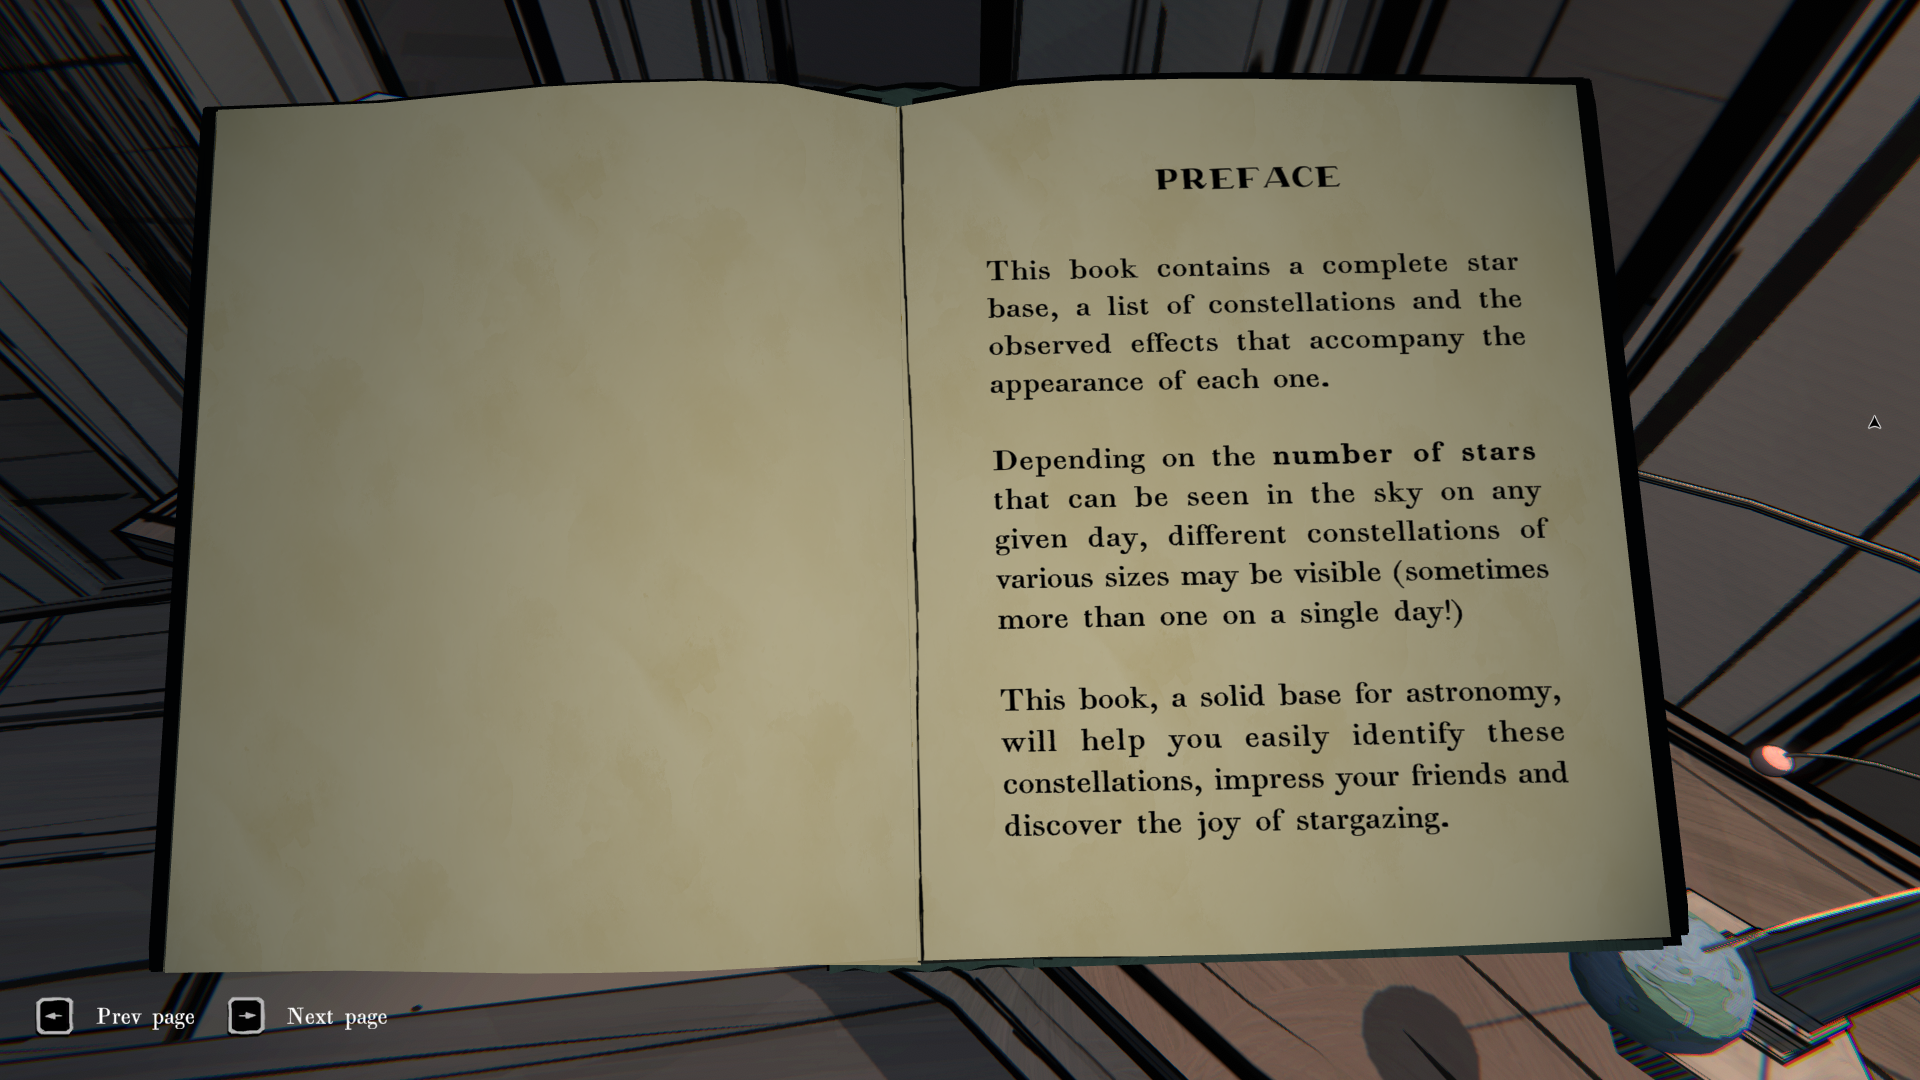 PREFACE
This book contains a complete star
base, a list of constellations and the
observed effects that accompany the
appearance of each one.
Depending on the number of stars
that can be seen in the sky on any
given day, different constellations of
various sizes may be visible (sometimes
more than one on a single day!)
This book, a solid base for astronomy,
will help you easily identify these
constellations, impress your friends and
discover the joy of stargazing.
Prev page
Next page